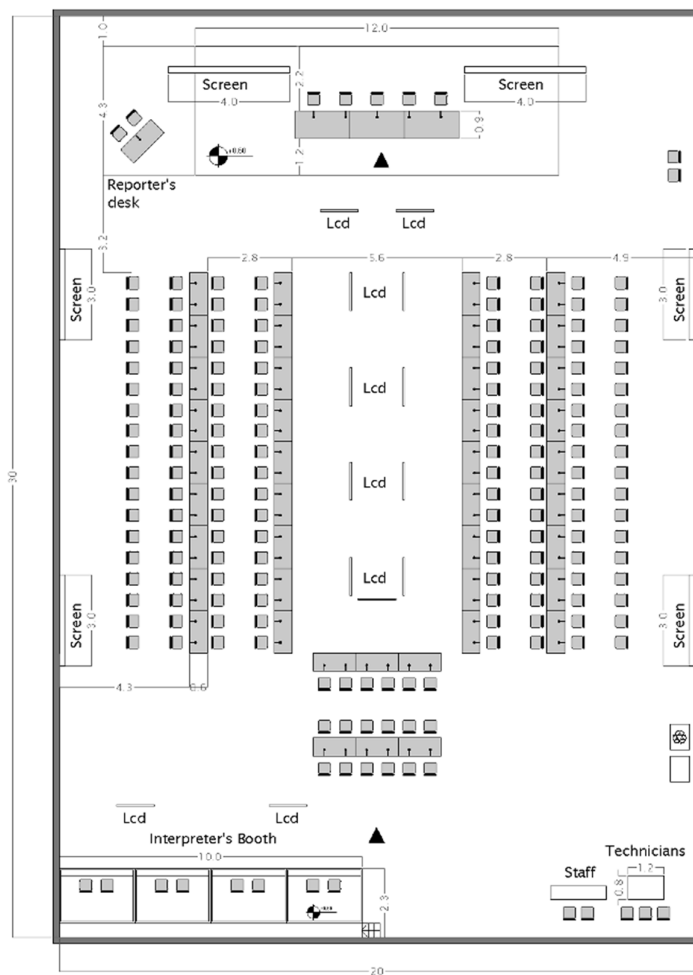 1.0
12.0
Screen
Screen
4.0
4.0
2.2
4.3
0.9
+0.60
1.2
Reporter's
desk
Lcd
Lcd
3.2
2.8
5.6
2.8
4.9
Screen
3.0
Lcd
3.0
Screen
Lcd
30
Lcd
Screen
3.0
Lcd
3.0
Screen
4.3
0.6
Lcd
Lcd
Interpreter's Booth
10.0
Technicians
Staff
1.2
0.8
2.3
20